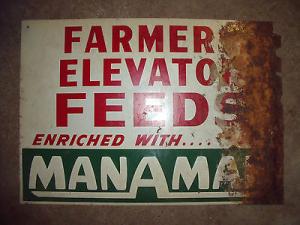 FARMER
ELEVATO
FEEDS
ENRICHED WITH....
MANAMA